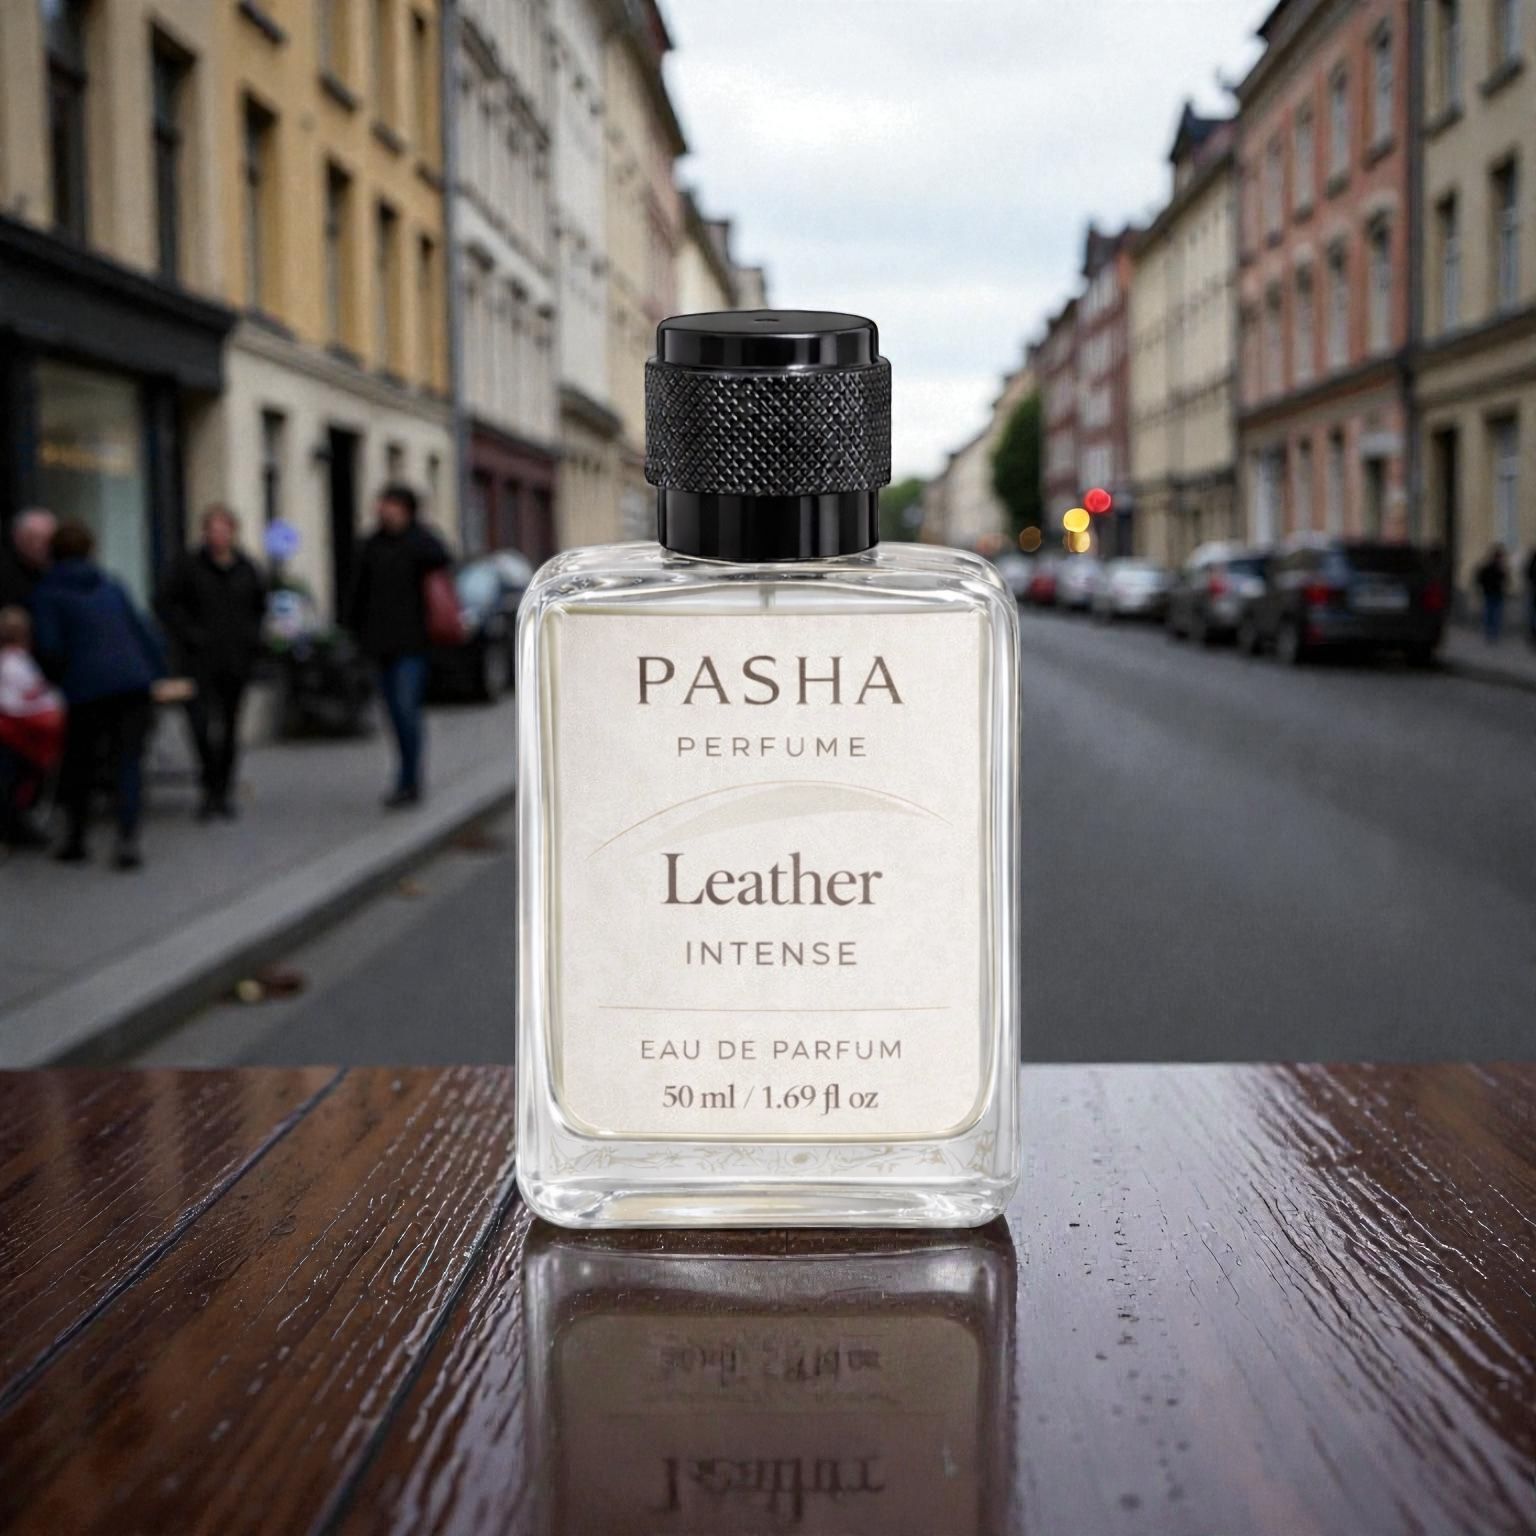 PASHA
PERFUME
Leather
INTENSE
EAU DE PARFUM
50 ml / 1.69 fl oz